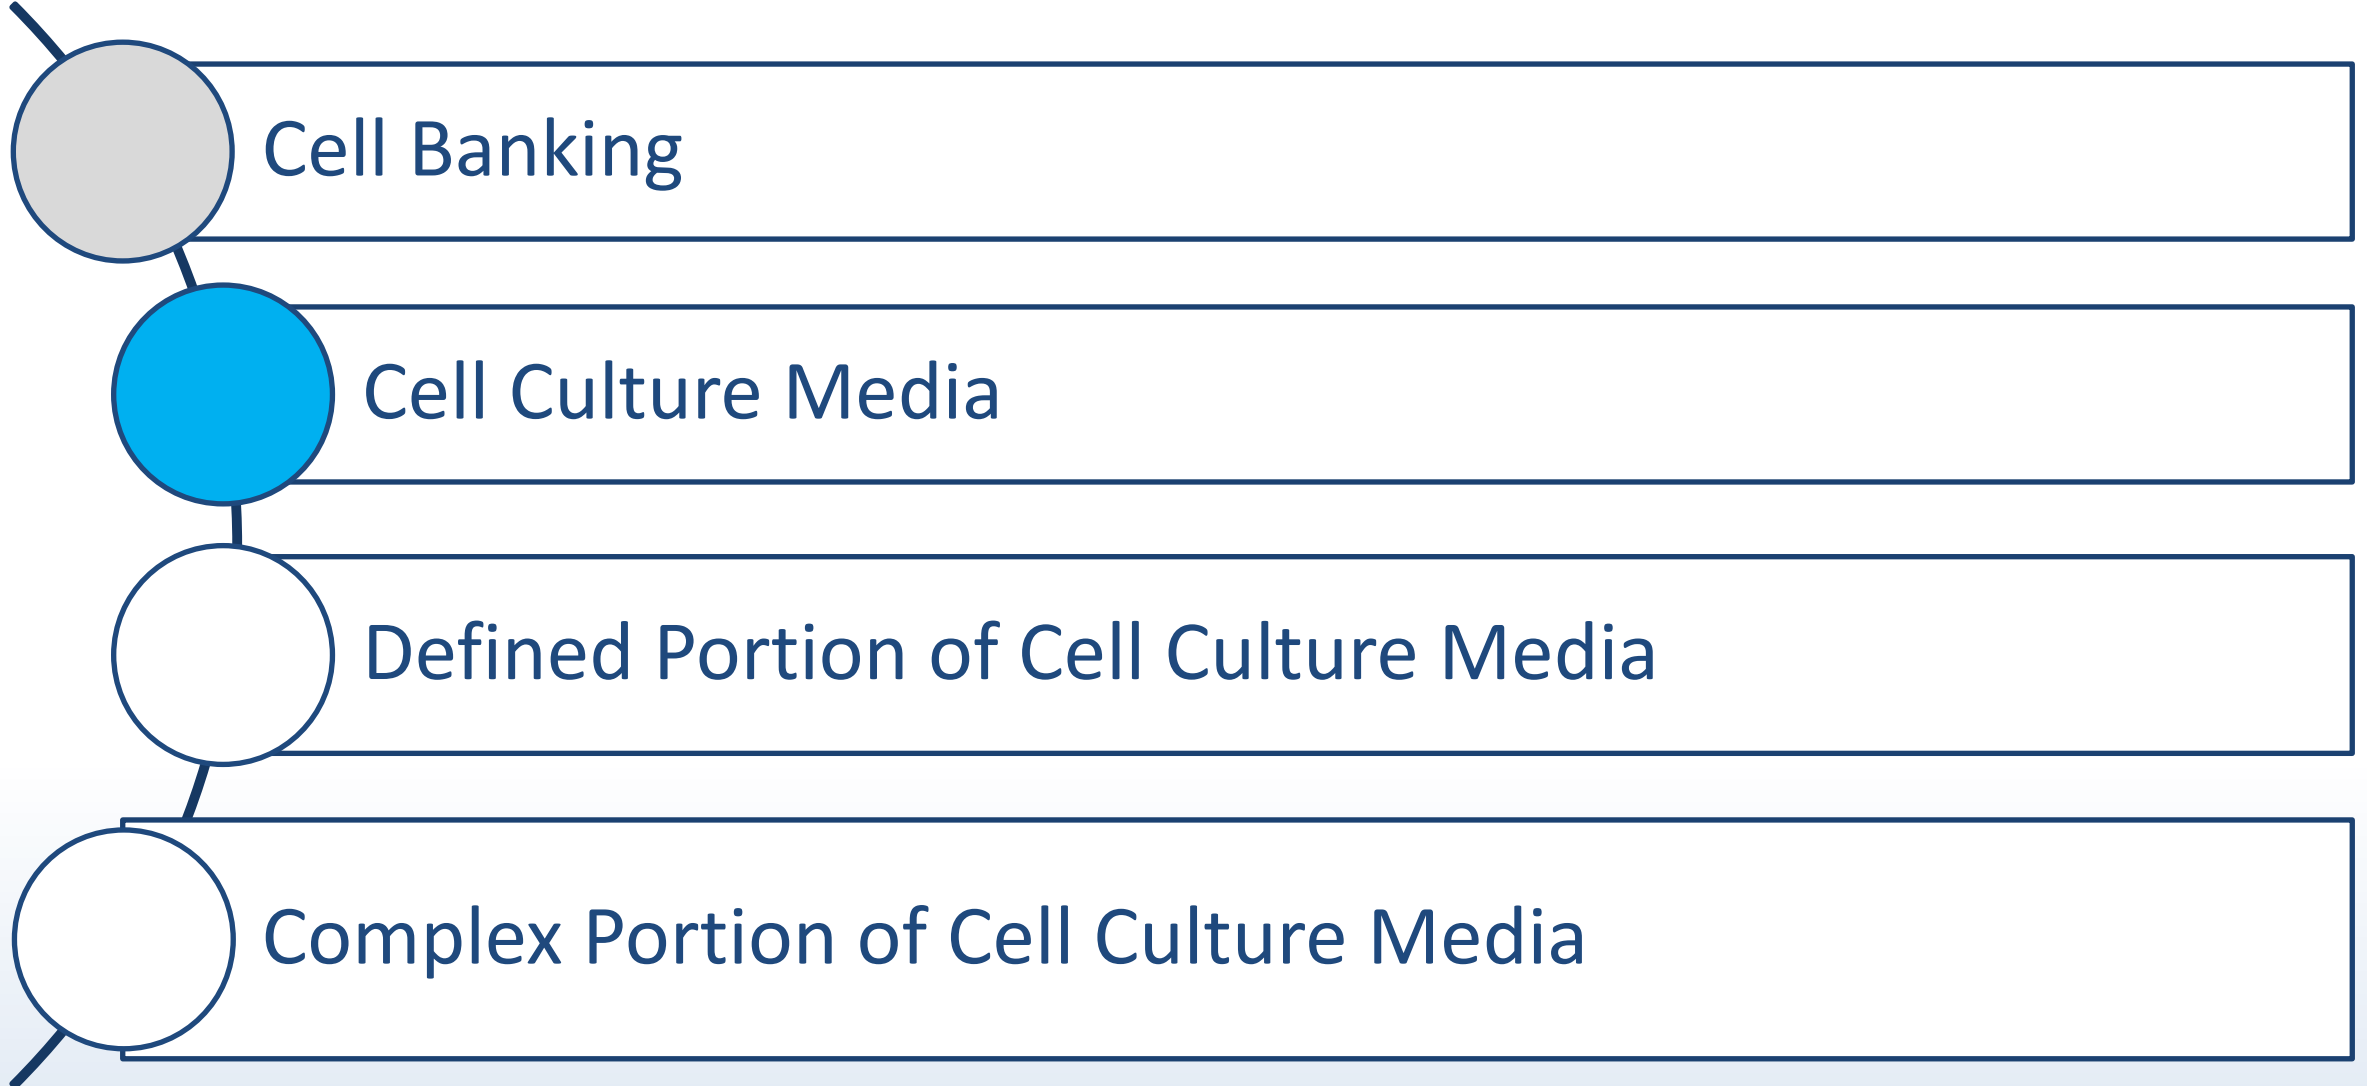 Cell Banking
Cell Culture Media
Defined Portion of Cell Culture Media
Complex Portion of Cell Culture Media